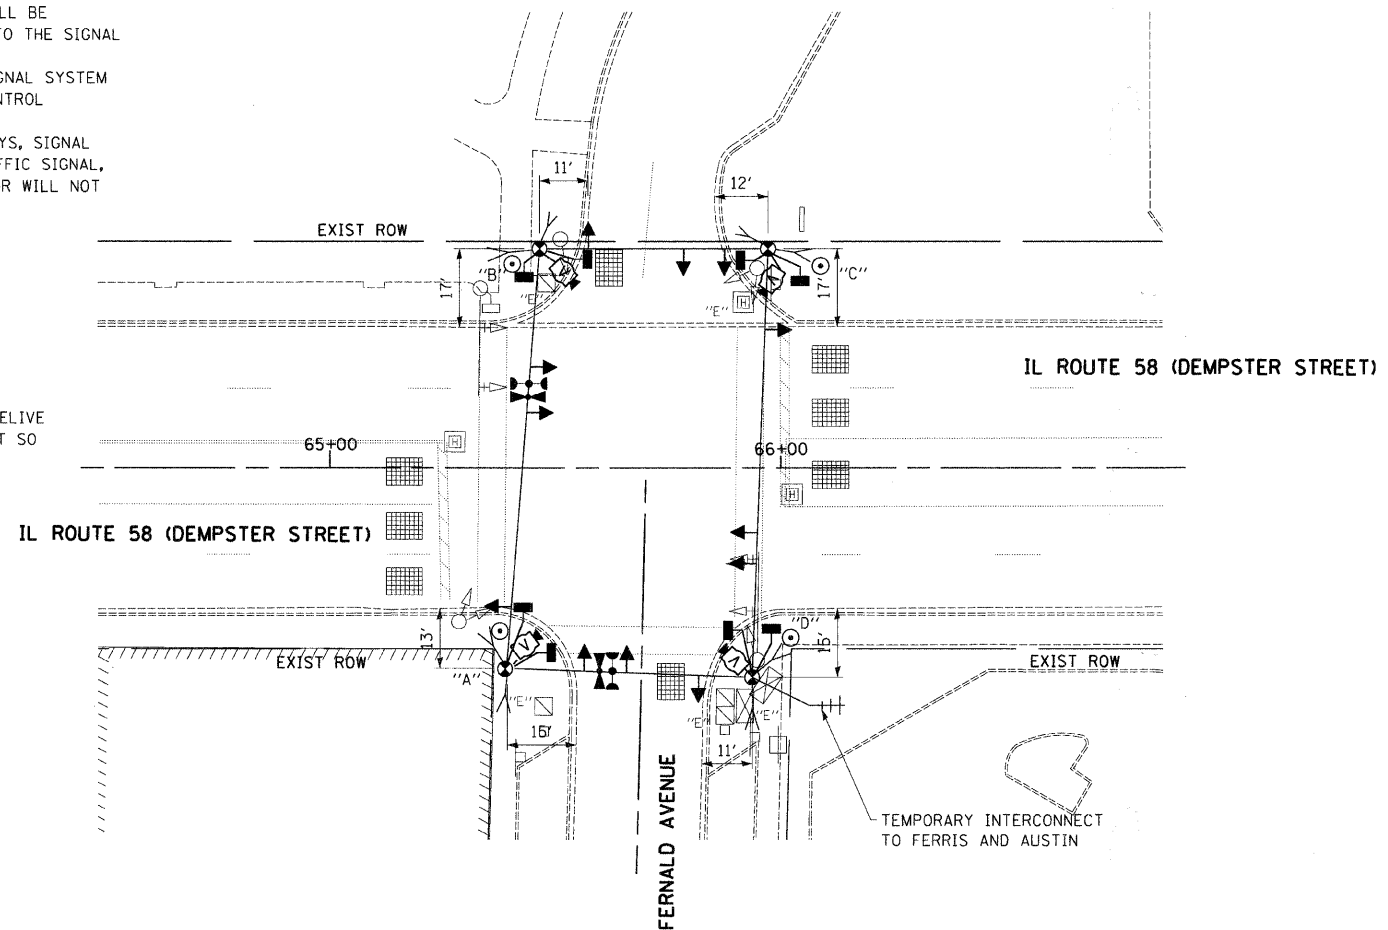 LL BE
TO THE SIGNAL
GNAL SYSTEM
NTROL
YS, SIGNAL
FFIC SIGNAL,
R WILL NOT
11'
12'
EXIST ROW
17'
"B"
"E"
"E"
"C"
17'
IL ROUTE 58 (DEMPSTER STREET)
ELIVE
T SO
H
65+00
66+00
H
H
IL ROUTE 58 (DEMPSTER STREET)
13'
"D"
EXIST ROW
EXIST ROW
"A"
"E"
"E"
"E"
16'
11'
FERNALD AVENUE
TEMPORARY INTERCONNECT
TO FERRIS AND AUSTIN